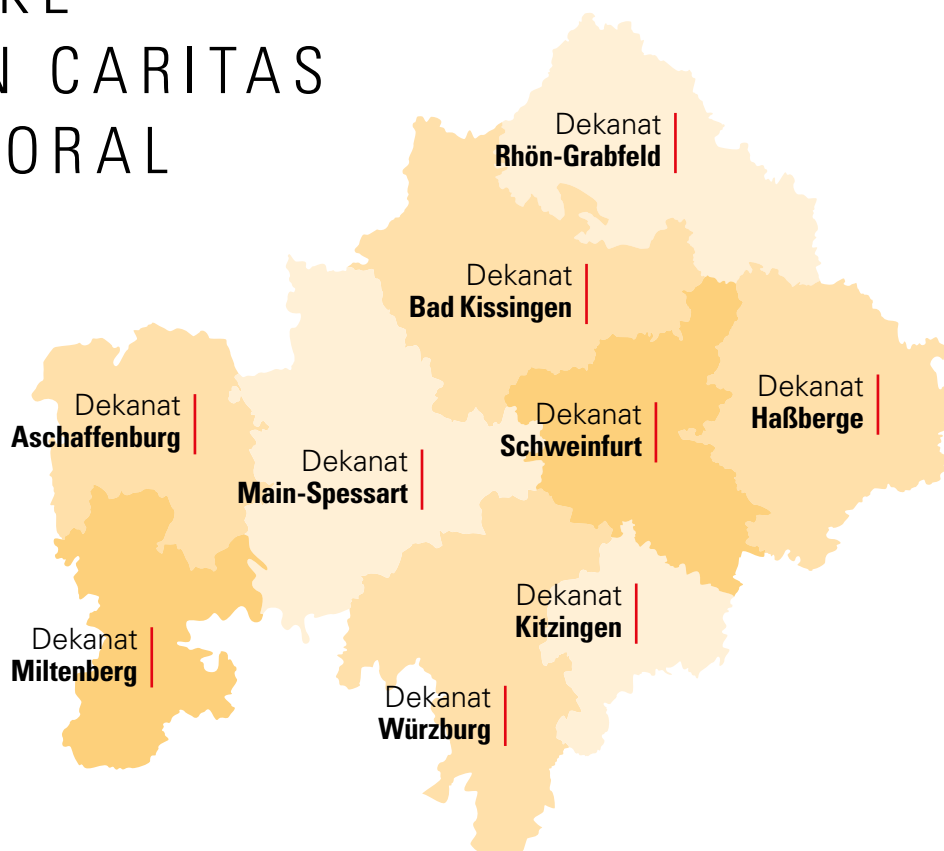 CARITAS
Dekanat
Rhön-Grabfeld
Dekanat
Bad Kissingen
Dekanat
Haßberge
Dekanat
Aschaffenburg
Dekanat
Schweinfurt
Dekanat
Main-Spessart
Dekanat
Kitzingen
Dekanat
Miltenberg
Dekanat
Würzburg